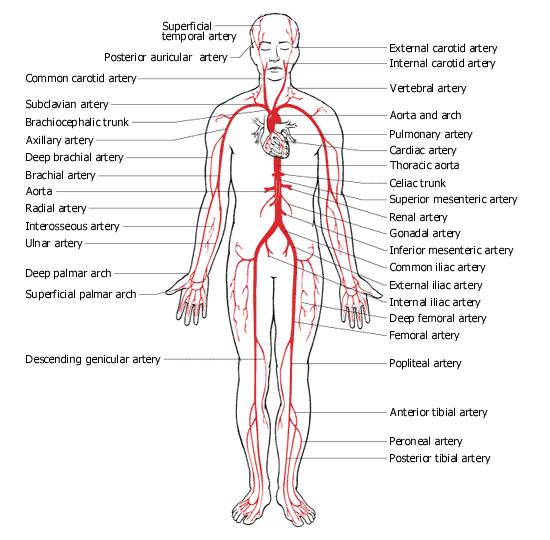 Superficial
temporal artery
Posterior auricular artery
Common carotid artery
Subclavian artery
Brachiocephalic trunk
Axillary artery
Deep brachial artery
Brachial artery
Aorta
Radial artery
Interosseous artery
Ulnar artery
Deep palmar arch
Superficial palmar arch
Descending genicular artery
External carotid artery
Internal carotid artery
Vertebral artery
Aorta and arch
Pulmonary artery
Cardiac artery
Thoracic aorta
Celiac trunk
Superior mesenteric artery
Renal artery
Gonadal artery
Inferior mesenteric artery
Common iliac artery
External iliac artery
Internal iliac artery
Deep femoral artery
Femoral artery
Popliteal artery
Anterior tibial artery
Peroneal artery
Posterior tibial artery